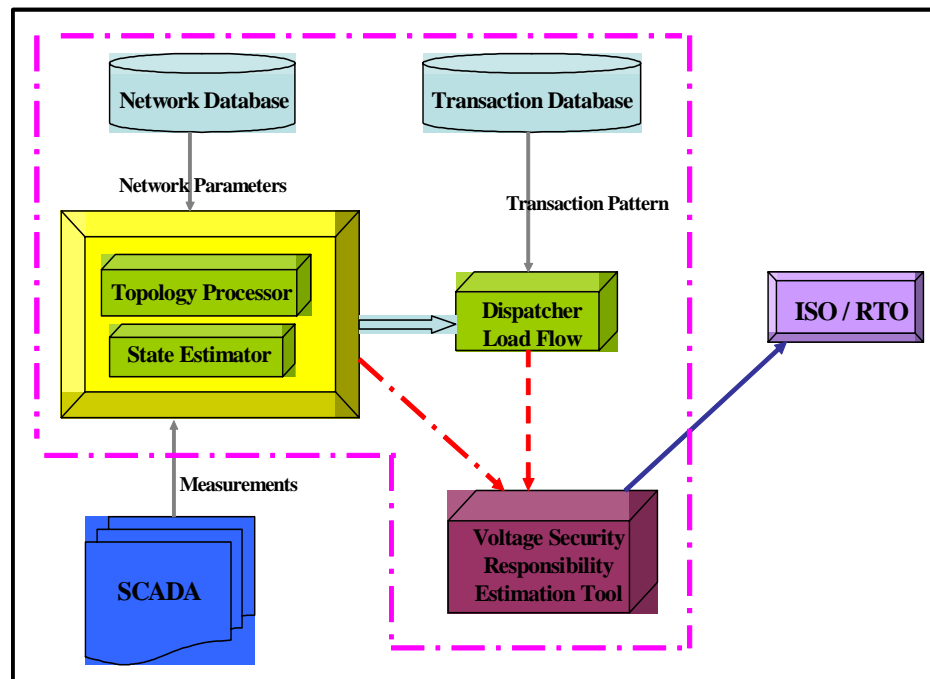 Network Database
Transaction Database
Network Parameters
Transaction Pattern
Topology Processor
State Estimator
Dispatcher
Load Flow
ISO / RTO
Measurements
SCADA
Voltage Security
Responsibility
Estimation Tool